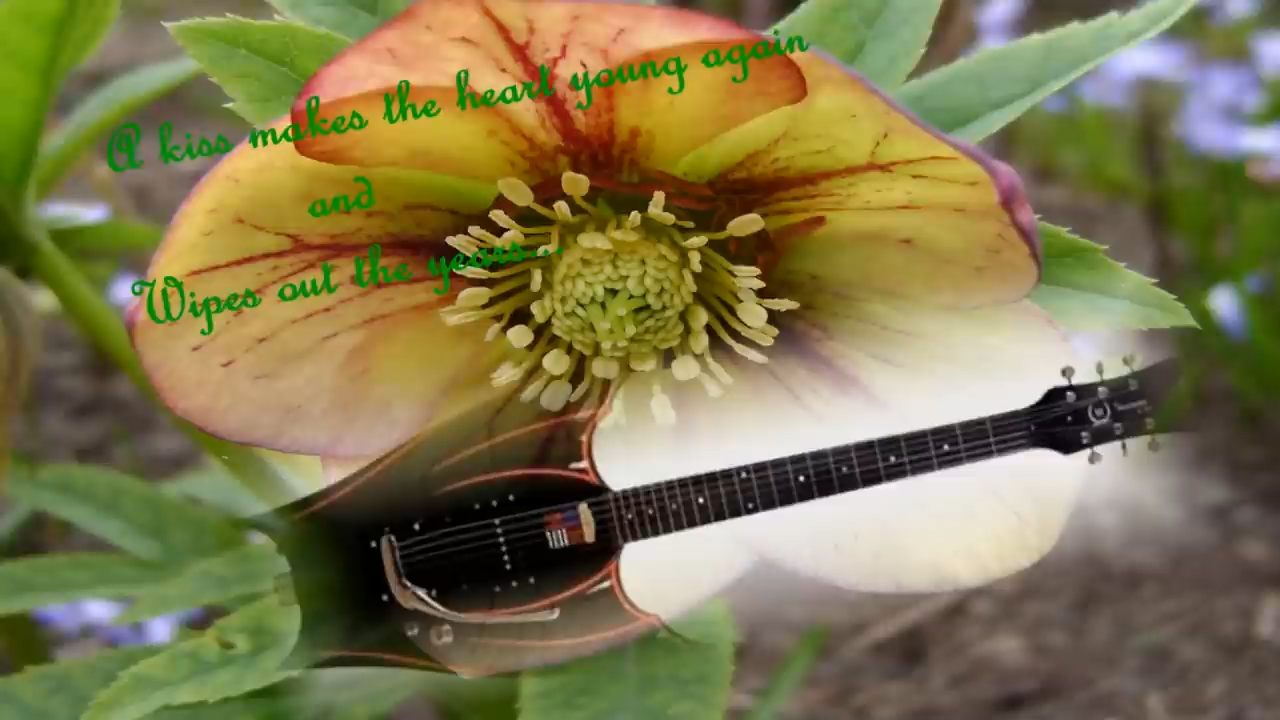 A kiss makes the heart young again
and
Wipes out the years...